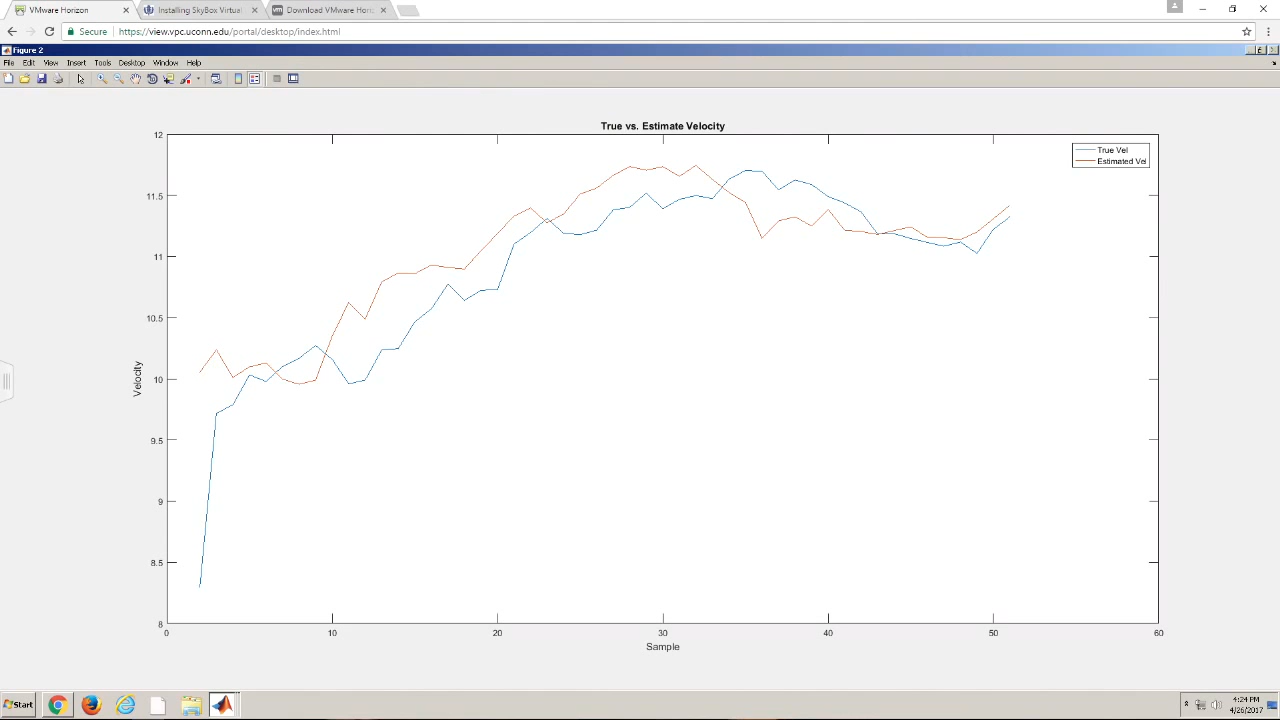 VMware Horizon
Installing SkyBox Virtual
Download VMware Hori
Secure
https://view.vpc.uconn.edu/portal/desktop/index.html
Figure 2
File Edit View Insert Tools Desktop Window Help
True vs. Estimate Velocity
True Vel
Estimated Vel
12
11.5
11
10.5
10
9.5
9
8.5
8
Velocity
0 10 20 30 40 50 60
Sample
Start
4:24 PM
4/26/2017